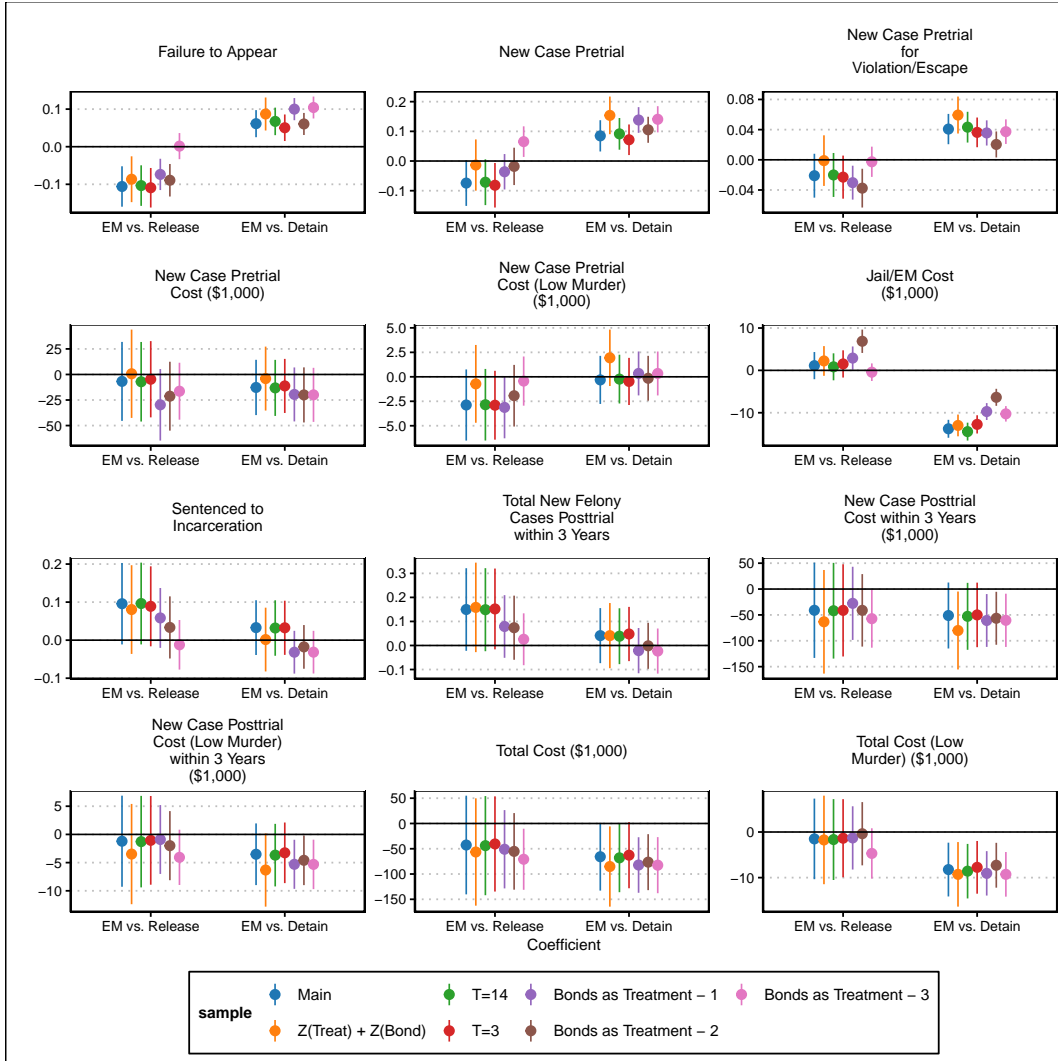 Failure to Appear
New Case Pretrial
New Case Pretrial
for
Violation/Escape
0.1
0.0
−0.1
EM vs. Release
EM vs. Detain
0.2
0.1
0.0
−0.1
EM vs. Release
EM vs. Detain
0.08
0.04
0.00
−0.04
EM vs. Release
EM vs. Detain
New Case Pretrial
Cost ($1,000)
New Case Pretrial
Cost (Low Murder)
($1,000)
Jail/EM Cost
($1,000)
25
0
−25
−50
EM vs. Release
EM vs. Detain
5.0
2.5
0.0
−2.5
−5.0
EM vs. Release
EM vs. Detain
10
0
−10
EM vs. Release
EM vs. Detain
Sentenced to
Incarceration
Total New Felony
Cases Posttrial
within 3 Years
New Case Posttrial
Cost within 3 Years
($1,000)
0.2
0.1
0.0
−0.1
EM vs. Release
EM vs. Detain
0.3
0.2
0.1
0.0
−0.1
EM vs. Release
EM vs. Detain
50
0
−50
−100
−150
EM vs. Release
EM vs. Detain
New Case Posttrial
Cost (Low Murder)
within 3 Years
($1,000)
Total Cost ($1,000)
Total Cost (Low
Murder) ($1,000)
5
0
−5
−10
EM vs. Release
EM vs. Detain
50
0
−50
−100
−150
EM vs. Release
EM vs. Detain
0
−10
EM vs. Release
EM vs. Detain
Coefficient
sample
Main
Z(Treat) + Z(Bond)
T=14
T=3
Bonds as Treatment − 1
Bonds as Treatment − 2
Bonds as Treatment − 3